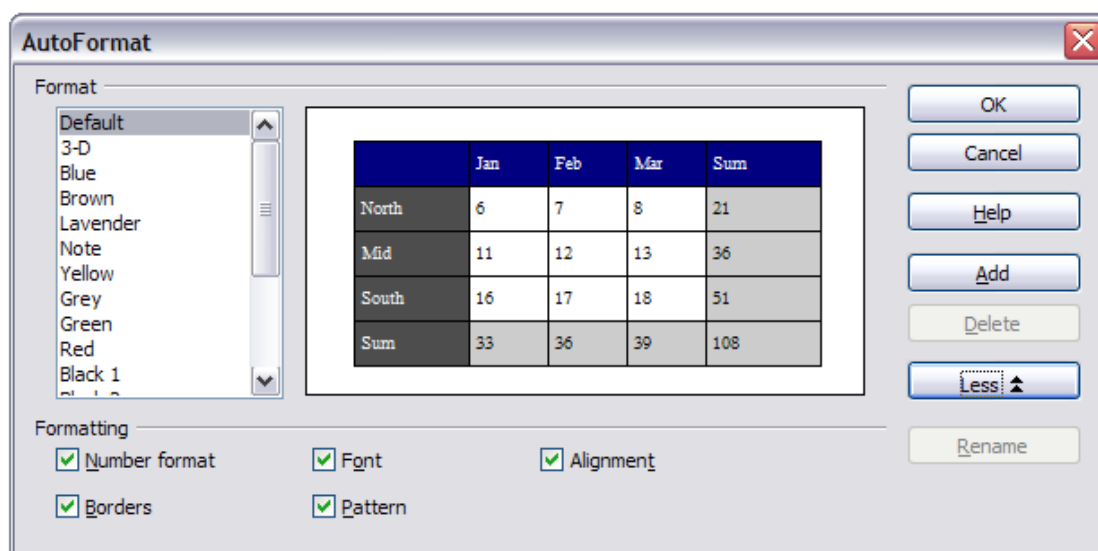 AutoFormat
Format
Default
3-D
Blue
Brown
Lavender
Note
Yellow
Grey
Green
Red
Black 1
Jan Feb Mar Sum
North 6 7 8 21
Mid 11 12 13 36
South 16 17 18 51
Sum 33 36 39 108
OK
Cancel
Help
Add
Delete
Less
Rename
Formatting
Number format Font Alignment
Borders Pattern